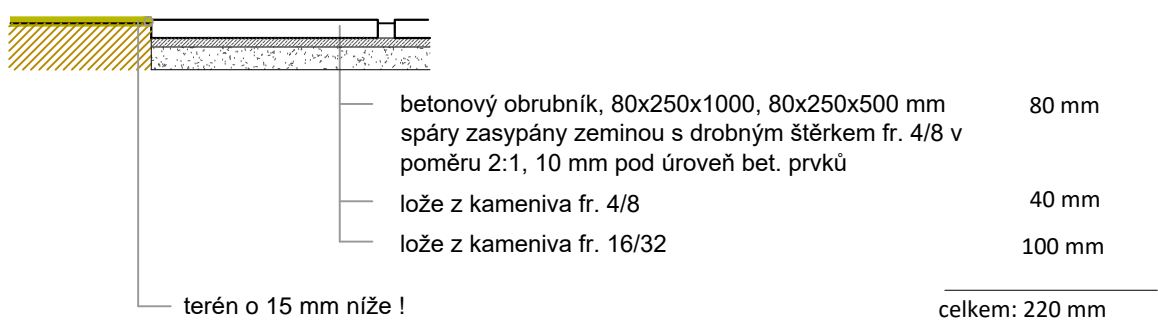 betonový obrubník, 80x250x1000, 80x250x500 mm 80 mm
spáry zasypány zeminou s drobným štěrkem fr. 4/8 v
poměru 2:1, 10 mm pod úroveň bet. prvků
lože z kameniva fr. 4/8 40 mm
lože z kameniva fr. 16/32 100 mm
terén o 15 mm níže ! celkem: 220 mm